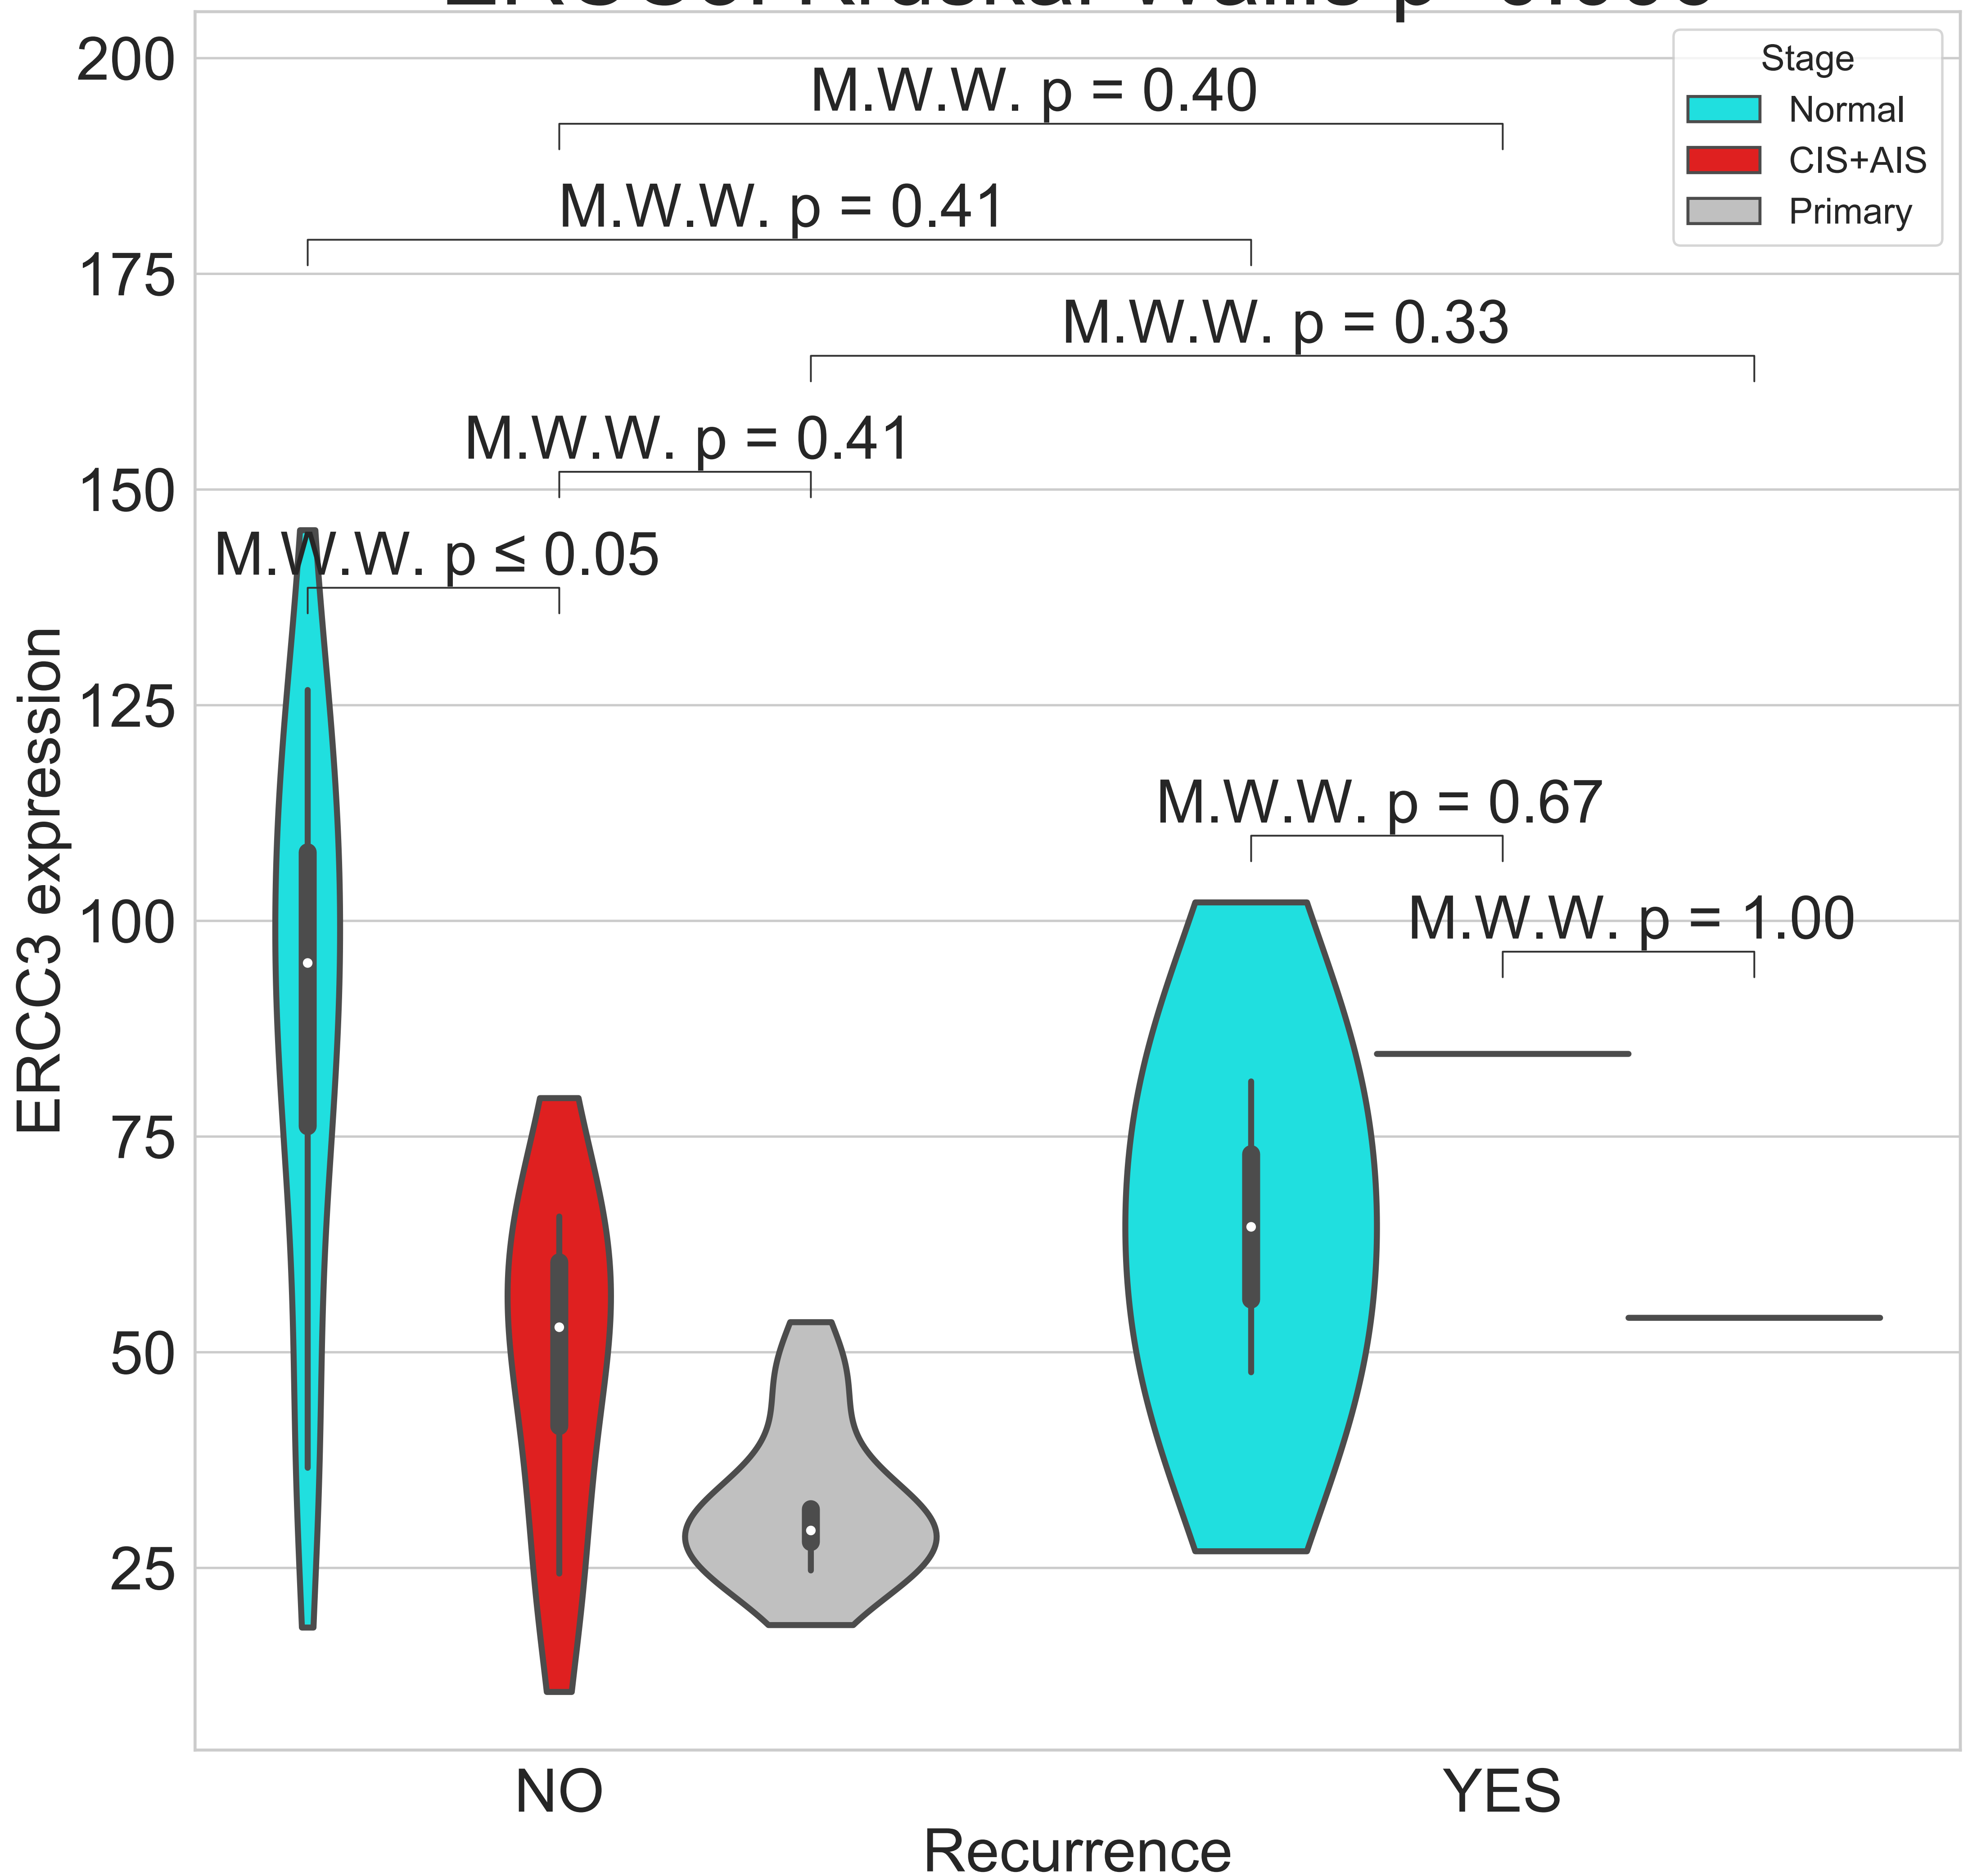 200
175
150
125
100
75
50
25
ERCC3 expression
M.W.W. p = 0.40
M.W.W. p = 0.41
M.W.W. p = 0.33
M.W.W. p = 0.41
M.W.W. p ≤ 0.05
M.W.W. p = 0.67
M.W.W. p = 1.00
Stage
Normal
CIS+AIS
Primary
NO
YES
Recurrence